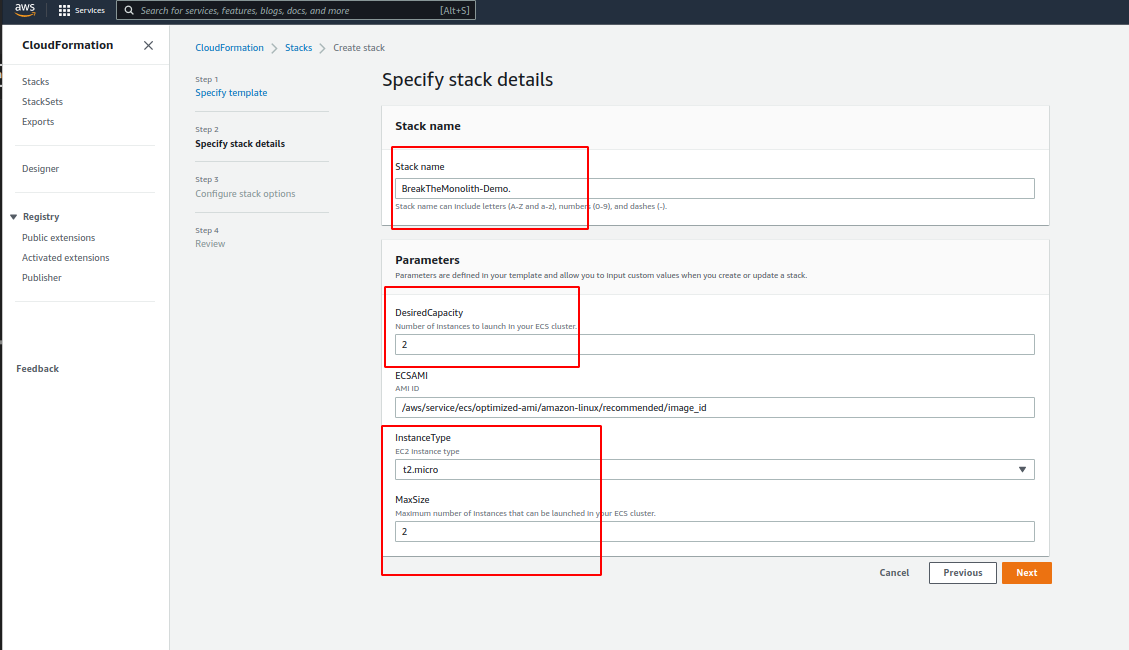 aws
Services
Search for services, features, blogs, docs, and more
[Alt+S]
CloudFormation
Stacks
StackSets
Exports
Designer
Registry
Public extensions
Activated extensions
Publisher
Feedback
CloudFormation > Stacks > Create stack
Step 1
Specify template
Step 2
Specify stack details
Step 3
Configure stack options
Step 4
Review
Specify stack details
Stack name
Stack name
BreakTheMonolith-Demo.
Stack name can include letters (A-Z and a-z), numbers (0-9), and dashes (-).
Parameters
Parameters are defined in your template and allow you to input custom values when you create or update a stack.
DesiredCapacity
Number of instances to launch in your ECS cluster.
2
ECSAMI
AMI ID
/aws/service/ecs/optimized-ami/amazon-linux/recommended/image_id
InstanceType
EC2 instance type
t2.micro
MaxSize
Maximum number of instances that can be launched in your ECS cluster.
2
Cancel
Previous
Next